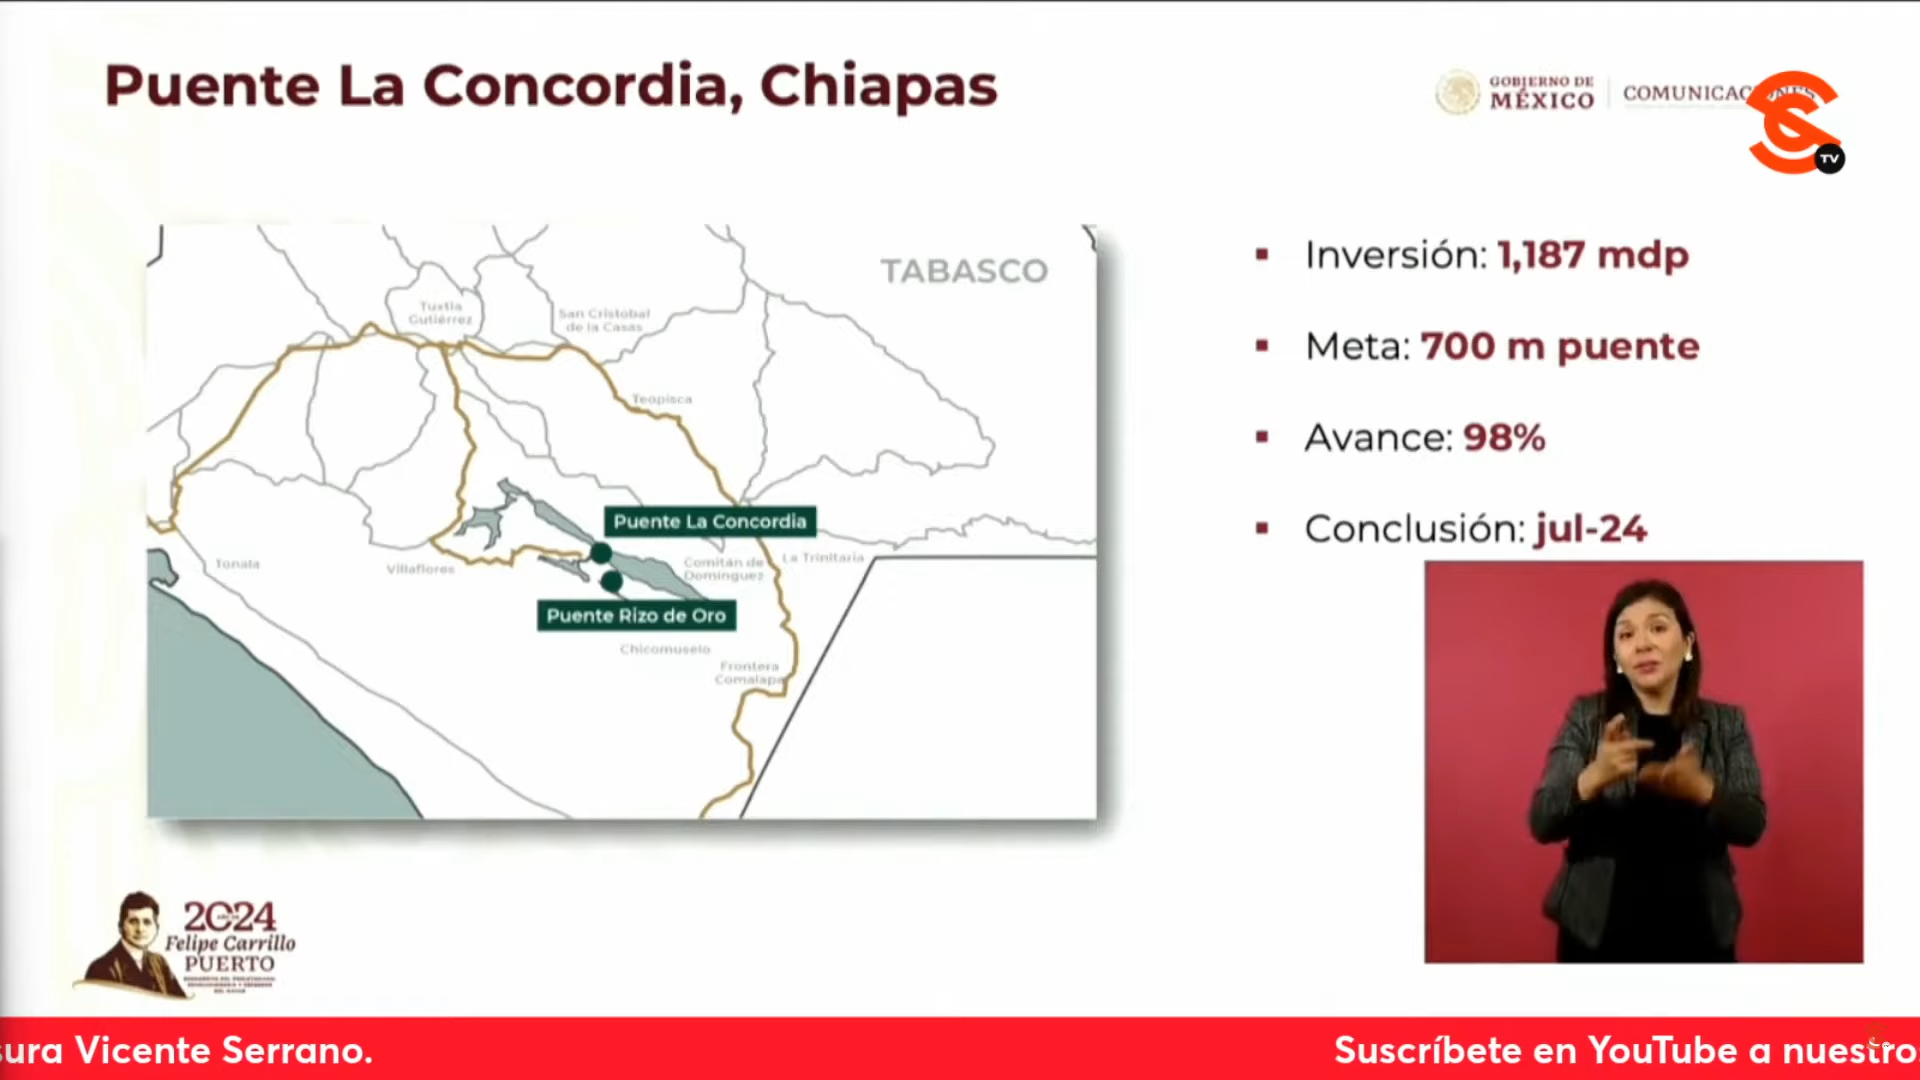 Puente La Concordia, Chiapas
GOBIERNO DE
MÉXICO
TV
TABASCO
Tuxtla
Gutiérrez
San Cristóbal
de la Casas
Teopisca
Puente La Concordia
Comitán de
Domínguez
La Trinitaria
Tonala
Villaflores
Puente Rizo de Oro
Chicomuselo
Frontera
Comalapa
Inversión: 1,187 mdp
Meta: 700 m puente
Avance: 98%
Conclusión: jul-24
2024
Felipe Carrillo
PUERTO
sura Vicente Serrano.
Suscríbete en YouTube a nuestro